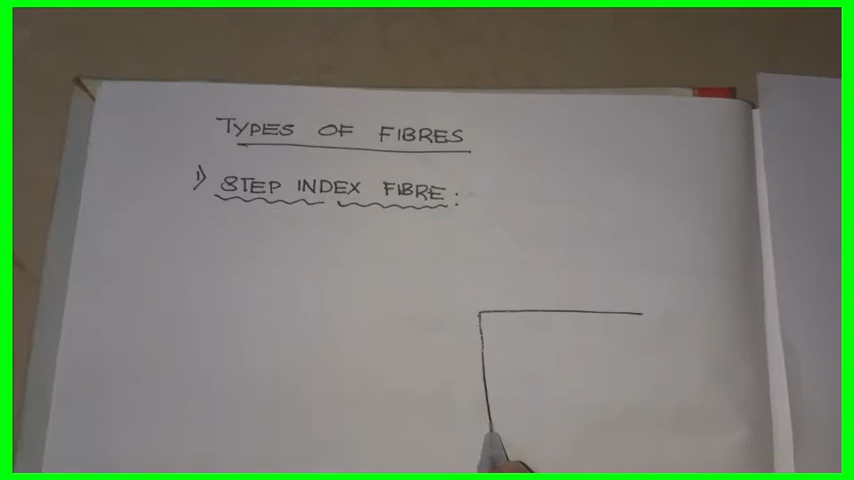 TYPES OF FIBRES
1) STEP INDEX FIBRE :